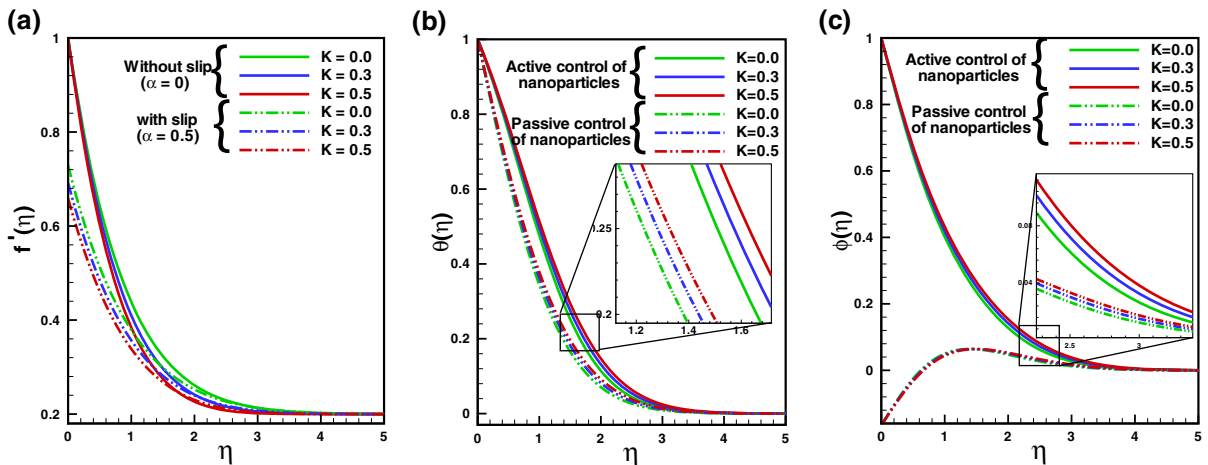 (a)
f '(η)
1
0.8
0.6
0.4
0.2
0
1
2
3
4
5
η
Without slip
(α = 0)
with slip
(α = 0.5)
K = 0.0
K = 0.3
K = 0.5
K = 0.0
K = 0.3
K = 0.5
(b)
θ(η)
1
0.8
0.6
0.4
0.2
0
0
1
2
3
4
5
η
Active control of
nanoparticles
Passive control
of nanoparticles
K=0.0
K=0.3
K=0.5
K=0.0
K=0.3
K=0.5
1.25
0.2
1.2
1.4
1.6
(c)
ϕ(η)
1
0.8
0.6
0.4
0.2
0
0
1
2
3
4
5
η
Active control of
nanoparticles
Passive control
of nanoparticles
K=0.0
K=0.3
K=0.5
K=0.0
K=0.3
K=0.5
0.08
0.04
2.5
3